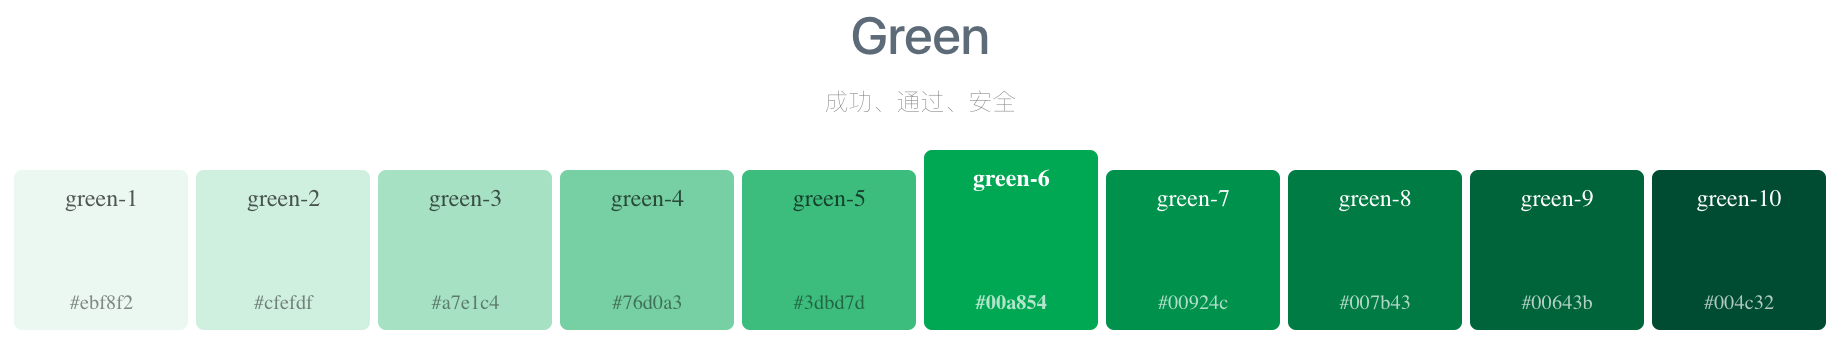 Green
成功、通过、安全
green-1 green-2 green-3 green-4 green-5 green-6 green-7 green-8 green-9 green-10
#ebf8f2 #cfefdf #a7e1c4 #76d0a3 #3dbd7d #00a854 #00924c #007b43 #00643b #004c32